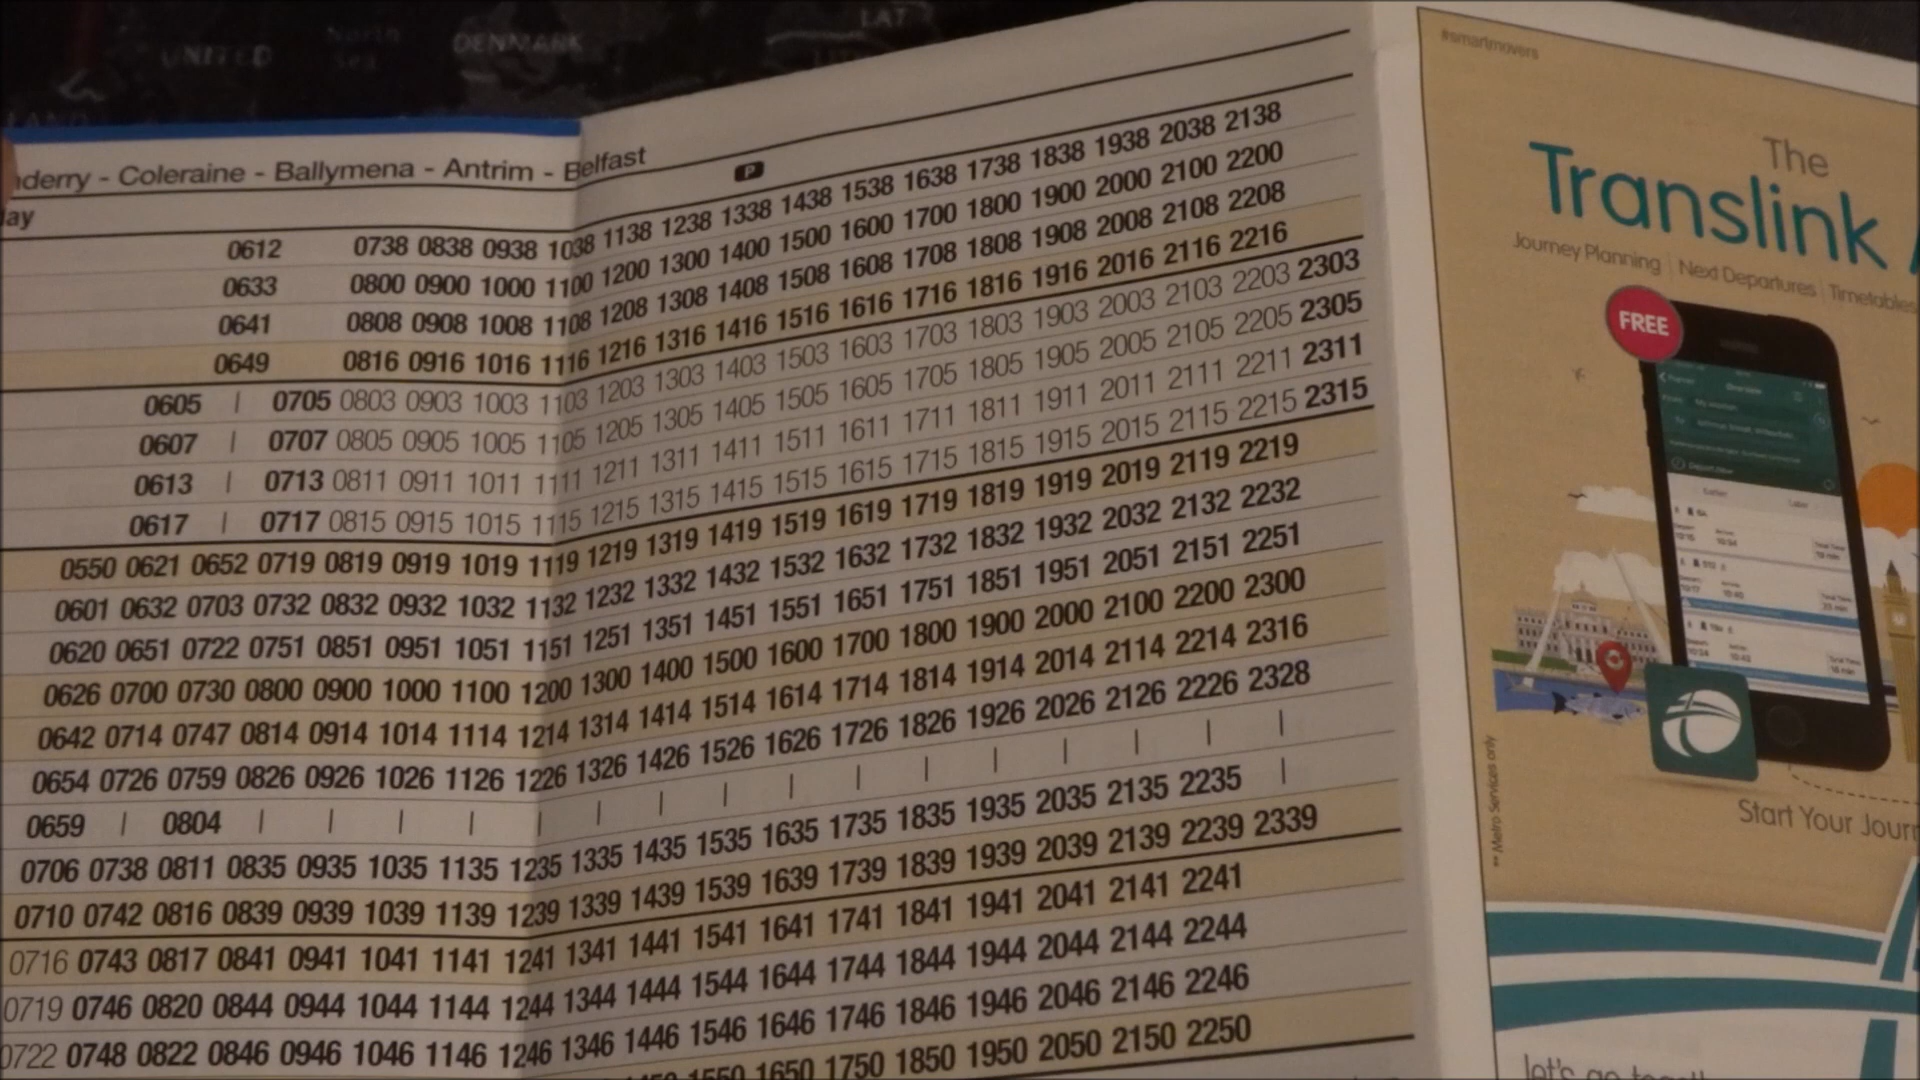 UNITED
North
Sea
DENMARK
LAT
LAND
nderry - Coleraine - Ballymena - Antrim - Belfast
ay
P
0612 0738 0838 0938 1038 1138 1238 1338 1438 1538 1638 1738 1838 1938 2038 2138
0633 0800 0900 1000 1100 1200 1300 1400 1500 1600 1700 1800 1900 2000 2100 2200
0641 0808 0908 1008 1108 1208 1308 1408 1508 1608 1708 1808 1908 2008 2108 2208
0649 0816 0916 1016 1116 1216 1316 1416 1516 1616 1716 1816 1916 2016 2116 2216
0605 | 0705 0803 0903 1003 1103 1203 1303 1403 1503 1603 1703 1803 1903 2003 2103 2203 2303
0607 | 0707 0805 0905 1005 1105 1205 1305 1405 1505 1605 1705 1805 1905 2005 2105 2205 2305
0613 | 0713 0811 0911 1011 1111 1211 1311 1411 1511 1611 1711 1811 1911 2011 2111 2211 2311
0617 | 0717 0815 0915 1015 1115 1215 1315 1415 1515 1615 1715 1815 1915 2015 2115 2215 2315
0550 0621 0652 0719 0819 0919 1019 1119 1219 1319 1419 1519 1619 1719 1819 1919 2019 2119 2219
0601 0632 0703 0732 0832 0932 1032 1132 1232 1332 1432 1532 1632 1732 1832 1932 2032 2132 2232
0620 0651 0722 0751 0851 0951 1051 1151 1251 1351 1451 1551 1651 1751 1851 1951 2051 2151 2251
0626 0700 0730 0800 0900 1000 1100 1200 1300 1400 1500 1600 1700 1800 1900 2000 2100 2200 2300
0642 0714 0747 0814 0914 1014 1114 1214 1314 1414 1514 1614 1714 1814 1914 2014 2114 2214 2316
0654 0726 0759 0826 0926 1026 1126 1226 1326 1426 1526 1626 1726 1826 1926 2026 2126 2226 2328
0659 | 0804 | | | | | | | | | | | | | | | |
0706 0738 0811 0835 0935 1035 1135 1235 1335 1435 1535 1635 1735 1835 1935 2035 2135 2235 |
0710 0742 0816 0839 0939 1039 1139 1239 1339 1439 1539 1639 1739 1839 1939 2039 2139 2239 2339
0716 0743 0817 0841 0941 1041 1141 1241 1341 1441 1541 1641 1741 1841 1941 2041 2141 2241
0719 0746 0820 0844 0944 1044 1144 1244 1344 1444 1544 1644 1744 1844 1944 2044 2144 2244
0722 0748 0822 0846 0946 1046 1146 1246 1346 1446 1546 1646 1746 1846 1946 2046 2146 2246
1550 1650 1750 1850 1950 2050 2150 2250
#smartmovers
The
Translink
Journey Planning | Next Departures | Timetables
FREE
** Metro Services only
Start Your Jour
let's go